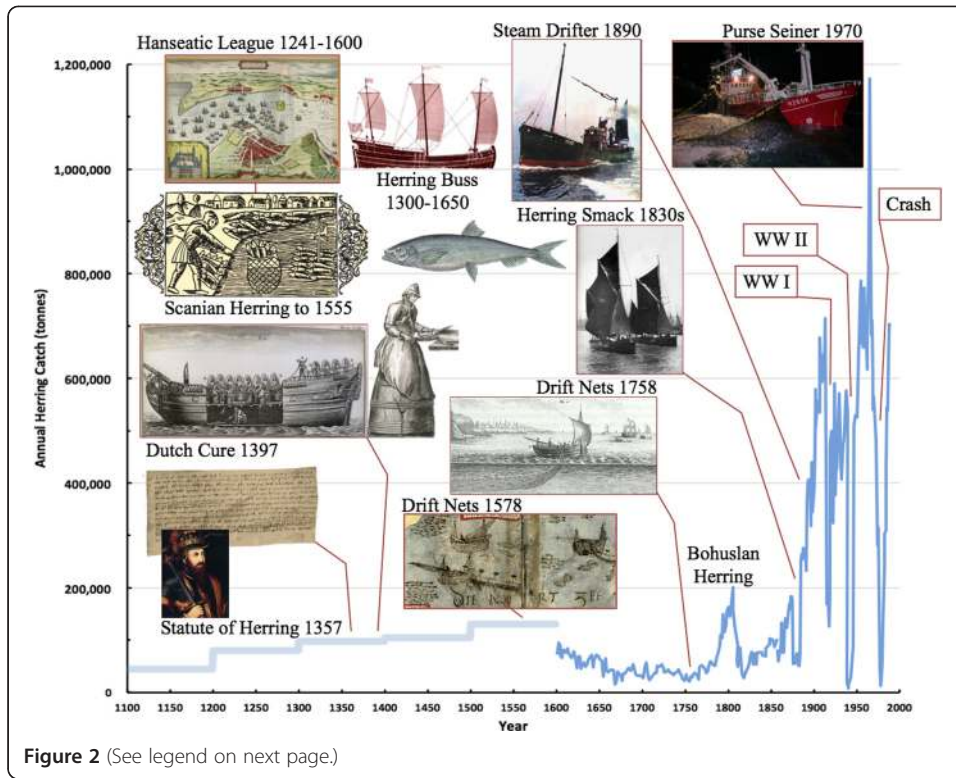 Hanseatic League 1241-1600
Steam Drifter 1890
Purse Seiner 1970
Herring Buss
1300-1650
Herring Smack 1830s
Crash
WW II
WW I
Scanian Herring to 1555
Drift Nets 1758
Dutch Cure 1397
Drift Nets 1578
Bohuslan
Herring
Statute of Herring 1357
Annual Herring Catch (tonnes)
1,200,000
1,000,000
800,000
600,000
400,000
200,000
0
1100 1150 1200 1250 1300 1350 1400 1450 1500 1550 1600 1650 1700 1750 1800 1850 1900 1950 2000
Year
Figure 2 (See legend on next page.)